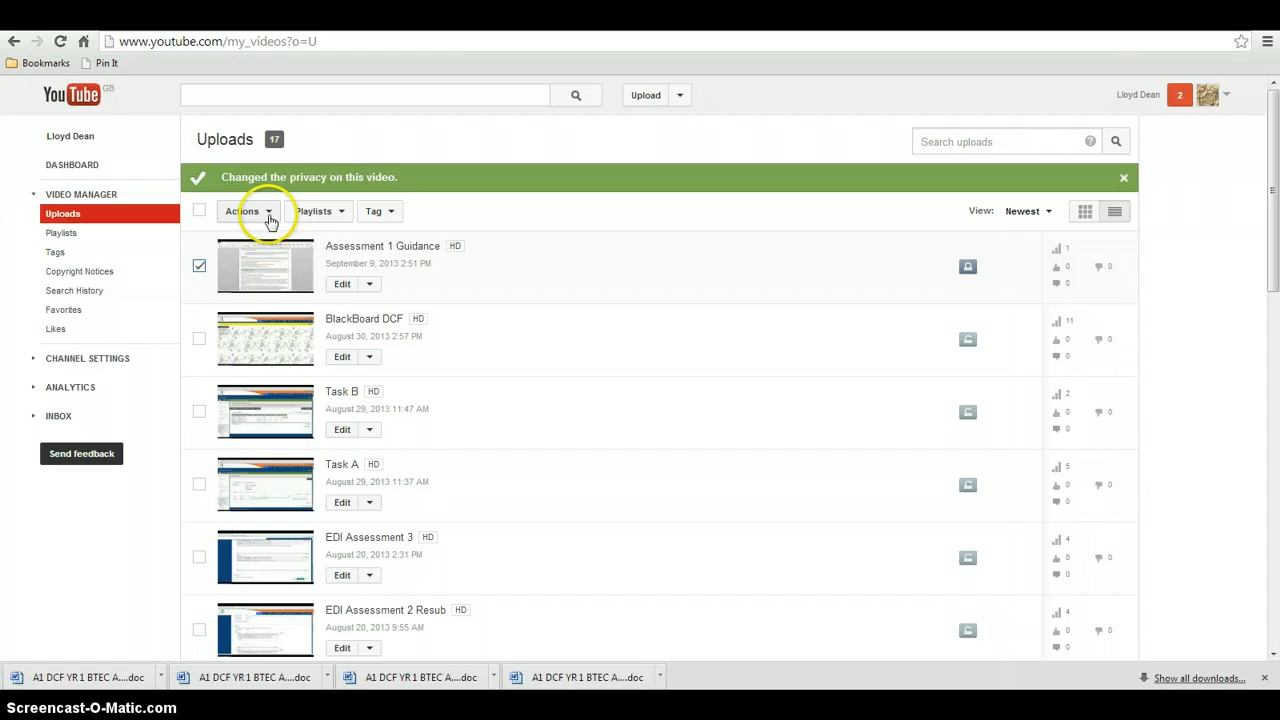 www.youtube.com/my_videos?o=U
Bookmarks Pin It
YouTube GB Upload Lloyd Dean 2
Lloyd Dean
DASHBOARD
VIDEO MANAGER
Uploads
Playlists
Tags
Copyright Notices
Search History
Favorites
Likes
CHANNEL SETTINGS
ANALYTICS
INBOX
Send feedback
Uploads 17 Search uploads ?
Changed the privacy on this video.
Actions Playlists Tag View: Newest
Assessment 1 Guidance HD
September 9, 2013 2:51 PM
Edit
1
0 0
0
BlackBoard DCF HD
August 30, 2013 2:57 PM
Edit
11
0 0
0
Task B HD
August 29, 2013 11:47 AM
Edit
2
0 0
0
Task A HD
August 29, 2013 11:37 AM
Edit
5
0 0
0
EDI Assessment 3 HD
August 20, 2013 2:31 PM
Edit
4
0 0
0
EDI Assessment 2 Resub HD
August 20, 2013 9:55 AM
Edit
4
0 0
0
A1 DCF YR 1 BTEC A....doc A1 DCF YR 1 BTEC A....doc A1 DCF YR 1 BTEC A....doc A1 DCF YR 1 BTEC A....doc Show all downloads...
Screencast-O-Matic.com